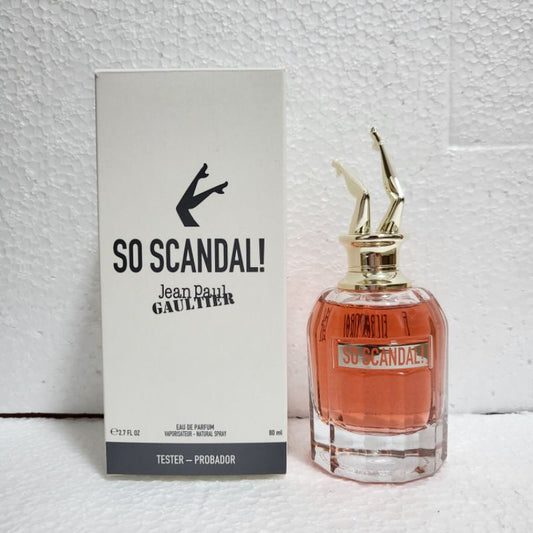 SO SCANDAL!
Jean Paul
GAULTIER
EAU DE PARFUM
VAPORISATEUR - NATURAL SPRAY
℮2.7 FL OZ
80 ml
TESTER -- PROBADOR
SO SCANDAL!